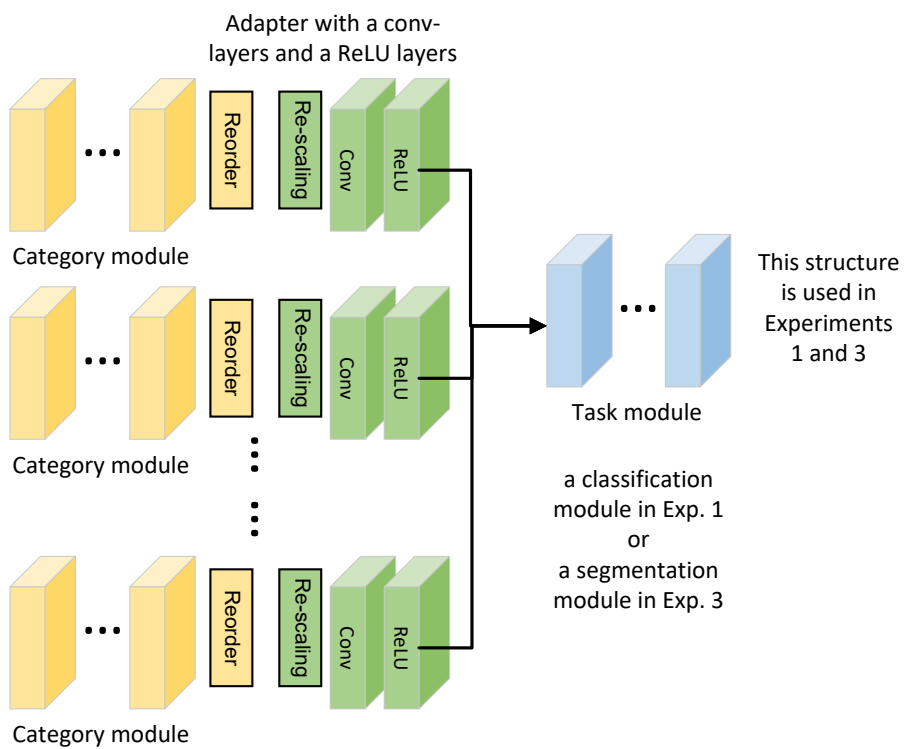 Adapter with a conv-
layers and a ReLU layers
Reorder
Re-scaling
Conv
ReLU
Category module
Reorder
Re-scaling
Conv
ReLU
Category module
Reorder
Re-scaling
Conv
ReLU
Category module
Task module
a classification
module in Exp. 1
or
a segmentation
module in Exp. 3
This structure
is used in
Experiments
1 and 3